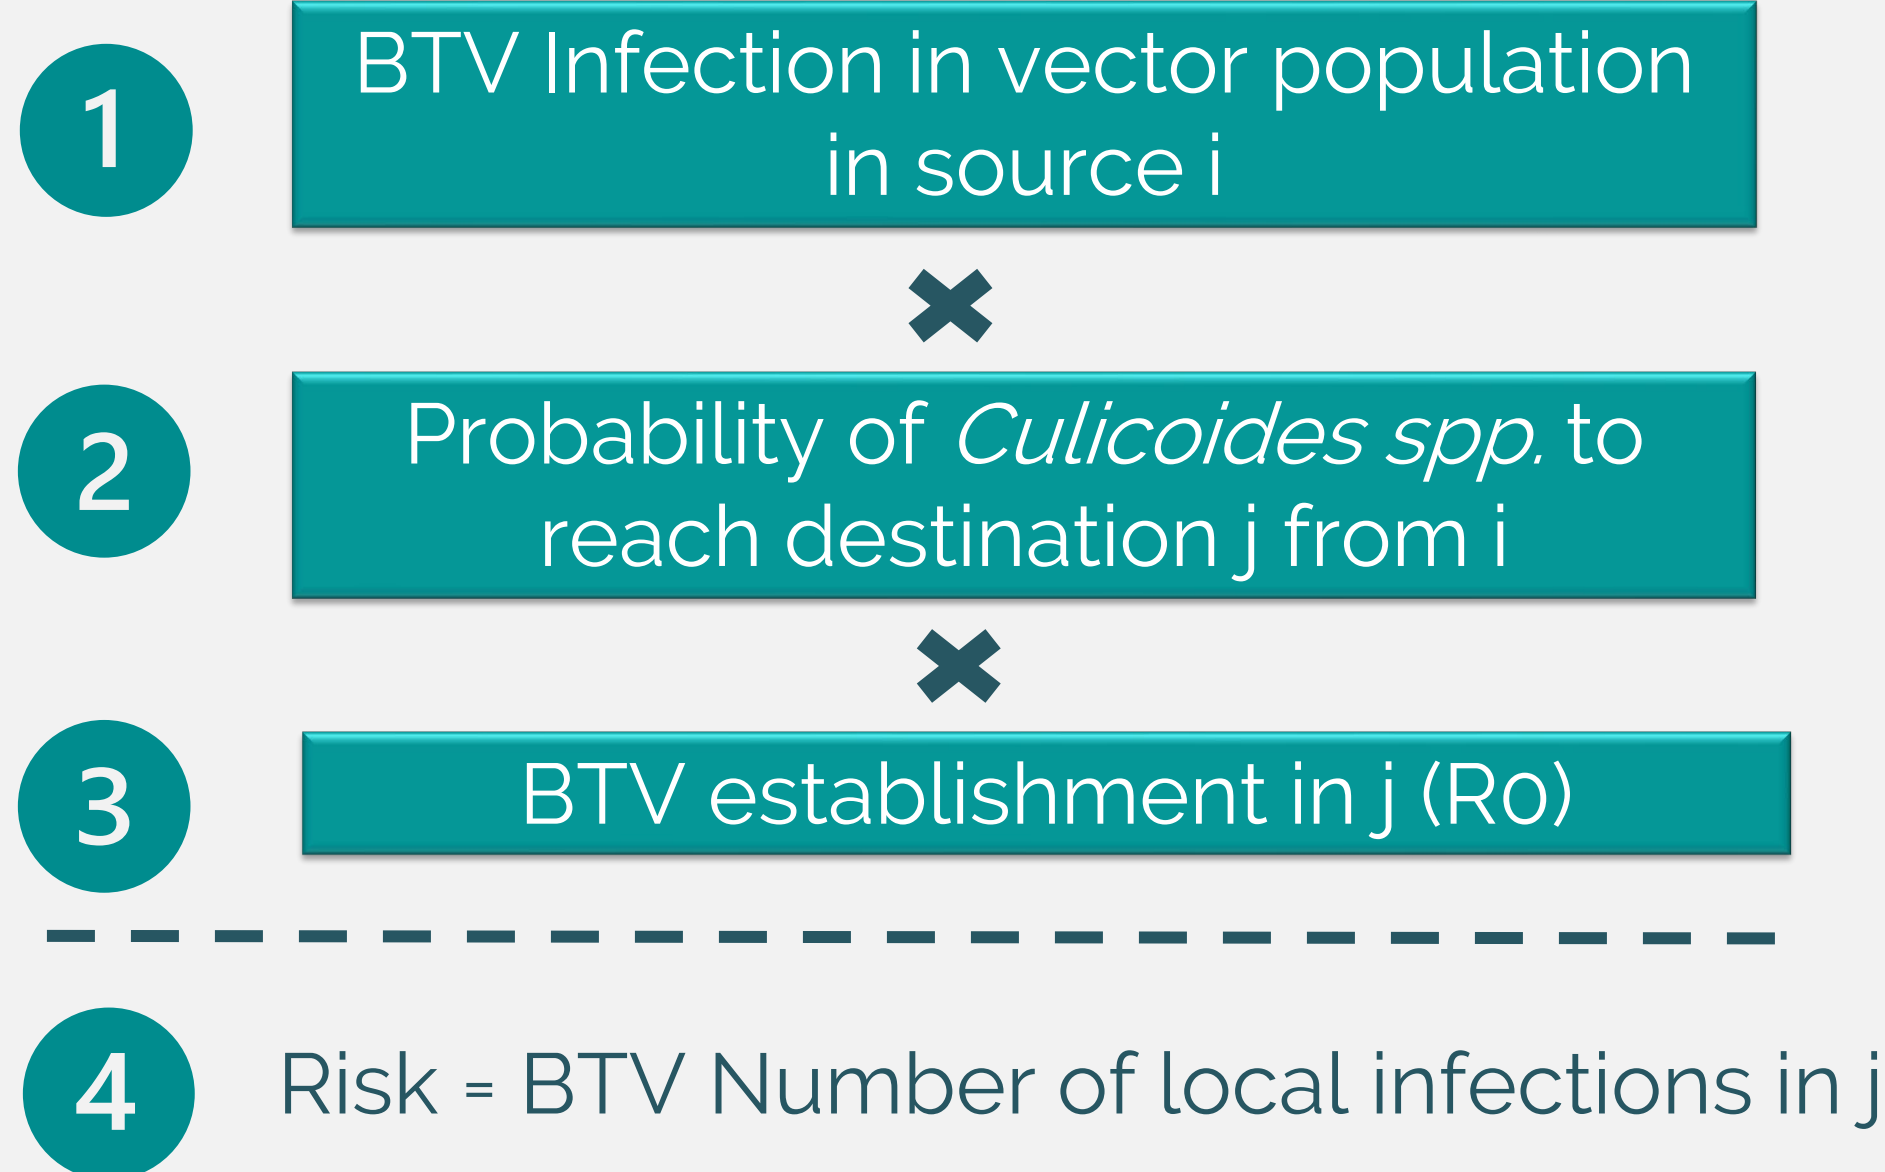 1
BTV Infection in vector population
in source i
2
Probability of Culicoides spp. to
reach destination j from i
3
BTV establishment in j (R0)
4
Risk = BTV Number of local infections in j